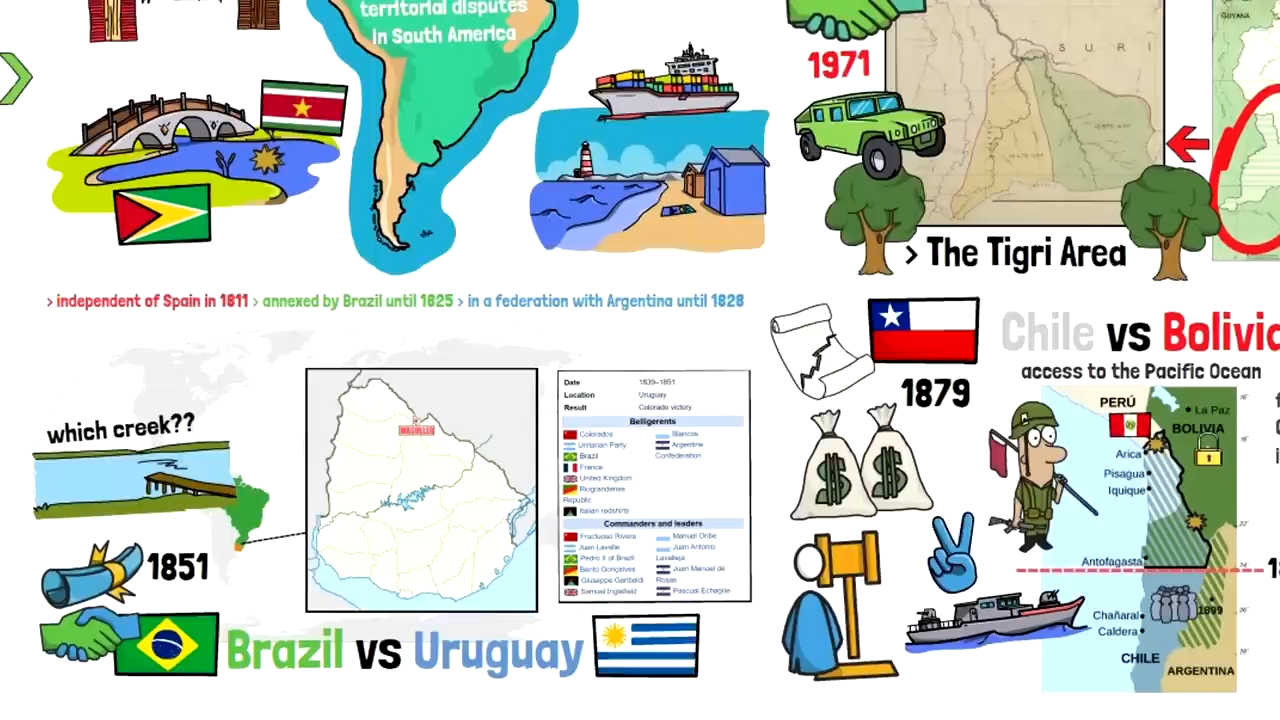 territorial disputes
in South America
1971
SURI
GUYANA
> The Tigri Area
> independent of Spain in 1811 > annexed by Brazil until 1825 > in a federation with Argentina until 1828
which creek??
1851
Brazil vs Uruguay
MASOLLER
Date 1839–1851
Location Uruguay
Result Colorado victory
Belligerents
Colorados Blancos
Unitarian Party Argentine
Brazil Confederation
France
United Kingdom
Riograndense
Republic
Italian redshirts
Commanders and leaders
Fructuoso Rivera Manuel Oribe
Juan Lavalle Juan Antonio
Pedro II of Brazil Lavalleja
Bento Gonçalves Juan Manuel de
Giuseppe Garibaldi Rosas
Samuel Inglefield Pascual Echagüe
1879
$ $
Chile vs Bolivia
access to the Pacific Ocean
PERÚ
La Paz
BOLIVIA
Arica
Pisagua
Iquique
Antofagasta
Chañaral
1899
Caldera
CHILE
ARGENTINA